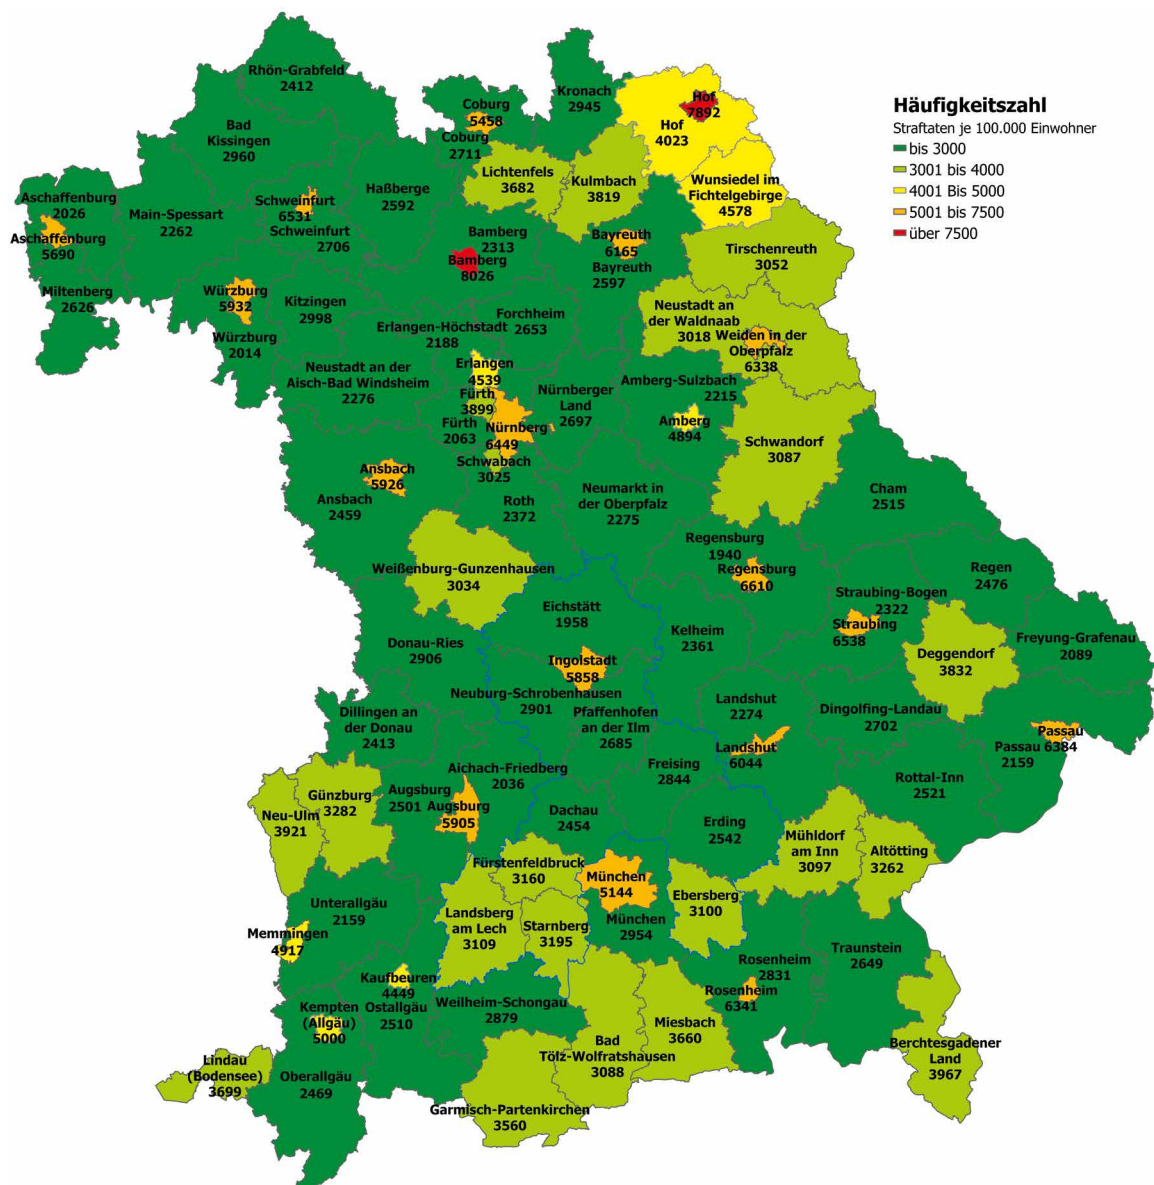 Häufigkeitszahl
Straftaten je 100.000 Einwohner
bis 3000
3001 bis 4000
4001 Bis 5000
5001 bis 7500
über 7500
Rhön-Grabfeld
2412
Kronach
2945
Hof
7892
Coburg
5458
Hof
4023
Bad
Kissingen
2960
Coburg
2711
Lichtenfels
3682
Kulmbach
3819
Wunsiedel im
Fichtelgebirge
4578
Aschaffenburg
2026
Main-Spessart
2262
Schweinfurt
6531
Haßberge
2592
Schweinfurt
2706
Aschaffenburg
5690
Bamberg
2313
Bayreuth
6165
Tirschenreuth
3052
Bamberg
8026
Bayreuth
2597
Miltenberg
2626
Würzburg
5932
Kitzingen
2998
Forchheim
2653
Neustadt an
der Waldnaab
3018
Erlangen-Höchstadt
2188
Weiden in der
Oberpfalz
6338
Würzburg
2014
Neustadt an der
Aisch-Bad Windsheim
2276
Erlangen
4539
Nürnberger
Land
2697
Amberg-Sulzbach
2215
Fürth
3899
Fürth
2063
Nürnberg
6449
Amberg
4894
Schwandorf
3087
Schwabach
3025
Ansbach
5926
Ansbach
2459
Roth
2372
Neumarkt in
der Oberpfalz
2275
Cham
2515
Regensburg
1940
Weißenburg-Gunzenhausen
3034
Regensburg
6610
Regen
2476
Straubing-Bogen
2322
Eichstätt
1958
Straubing
6538
Kelheim
2361
Freyung-Grafenau
2089
Donau-Ries
2906
Deggendorf
3832
Ingolstadt
5858
Neuburg-Schrobenhausen
2901
Landshut
2274
Dingolfing-Landau
2702
Dillingen an
der Donau
2413
Pfaffenhofen
an der Ilm
2685
Passau
6384
Landshut
6044
Passau
2159
Freising
2844
Aichach-Friedberg
2036
Rottal-Inn
2521
Augsburg
2501
Günzburg
3282
Augsburg
5905
Dachau
2454
Erding
2542
Neu-Ulm
3921
Mühldorf
am Inn
3097
Altötting
3262
Fürstenfeldbruck
3160
München
5144
Ebersberg
3100
Unterallgäu
2159
Landsberg
am Lech
3109
Starnberg
3195
München
2954
Memmingen
4917
Traunstein
2649
Rosenheim
2831
Kaufbeuren
4449
Rosenheim
6341
Weilheim-Schongau
2879
Kempten
(Allgäu)
5000
Ostallgäu
2510
Miesbach
3660
Bad
Tölz-Wolfratshausen
3088
Berchtesgadener
Land
3967
Lindau
(Bodensee)
3699
Oberallgäu
2469
Garmisch-Partenkirchen
3560